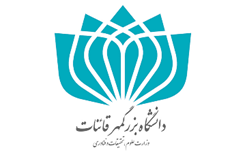 دانشگاه بزرگمهر قائنات
وزارت علوم، تحقیقات و فناوری